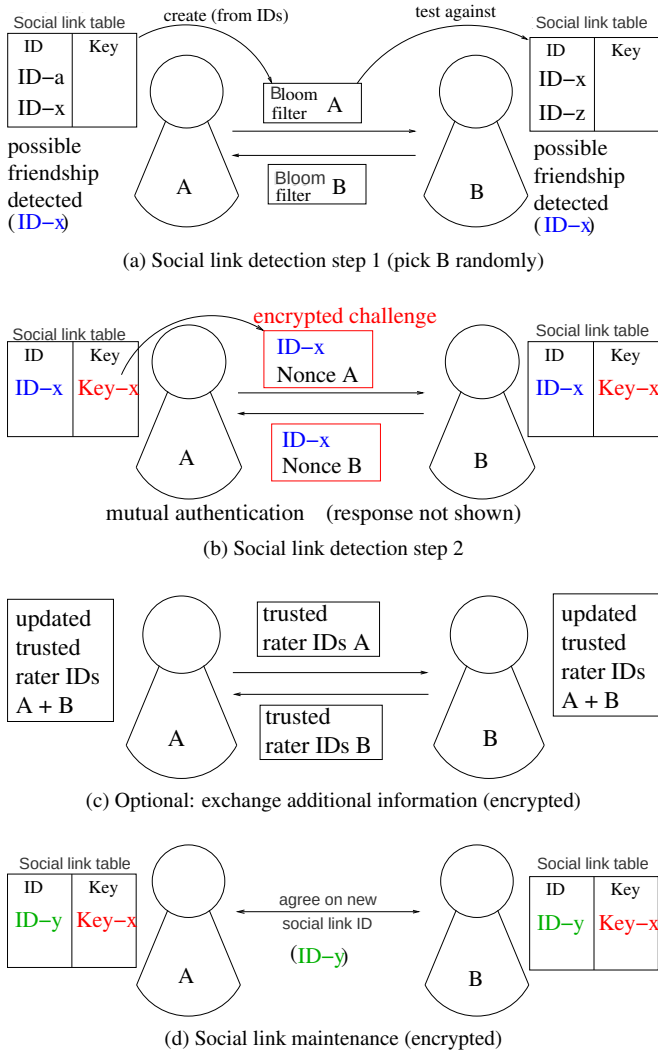 Social link table
ID Key
ID−a
ID−x
possible
friendship
detected
(ID−x)
create (from IDs)
test against
Bloom
filter A
Bloom
filter B
A
B
Social link table
ID Key
ID−x
ID−z
possible
friendship
detected
(ID−x)
(a) Social link detection step 1 (pick B randomly)
encrypted challenge
Social link table
ID Key
ID−x Key−x
ID−x
Nonce A
ID−x
Nonce B
A
B
Social link table
ID Key
ID−x Key−x
mutual authentication (response not shown)
(b) Social link detection step 2
updated
trusted
rater IDs
A + B
trusted
rater IDs A
trusted
rater IDs B
A
B
updated
trusted
rater IDs
A + B
(c) Optional: exchange additional information (encrypted)
Social link table
ID Key
ID−y Key−x
agree on new
social link ID
(ID−y)
A
B
Social link table
ID Key
ID−y Key−x
(d) Social link maintenance (encrypted)